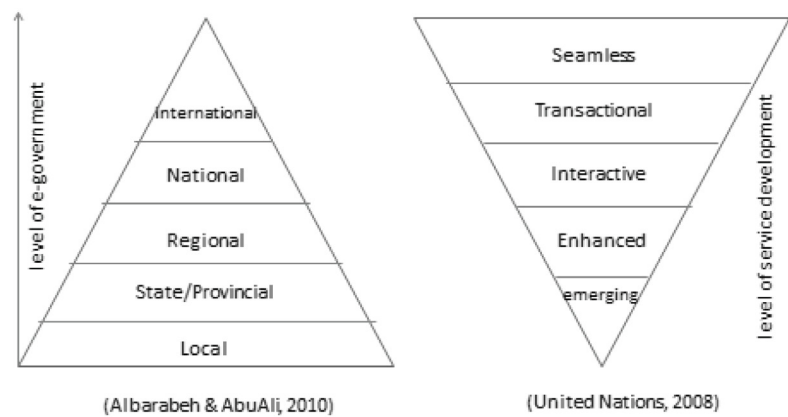 level of e-government
International
National
Regional
State/Provincial
Local
(Albarabeh & AbuAli, 2010)
Seamless
Transactional
Interactive
Enhanced
emerging
level of service development
(United Nations, 2008)